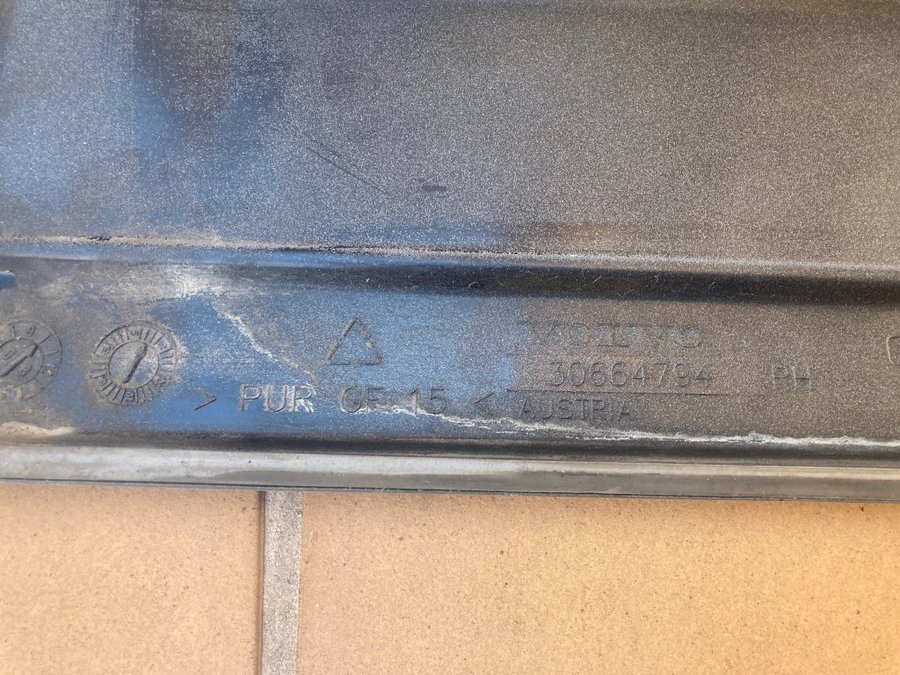 VOLVO
30664794 RH
> PUR GF 15 <
AUSTRIA